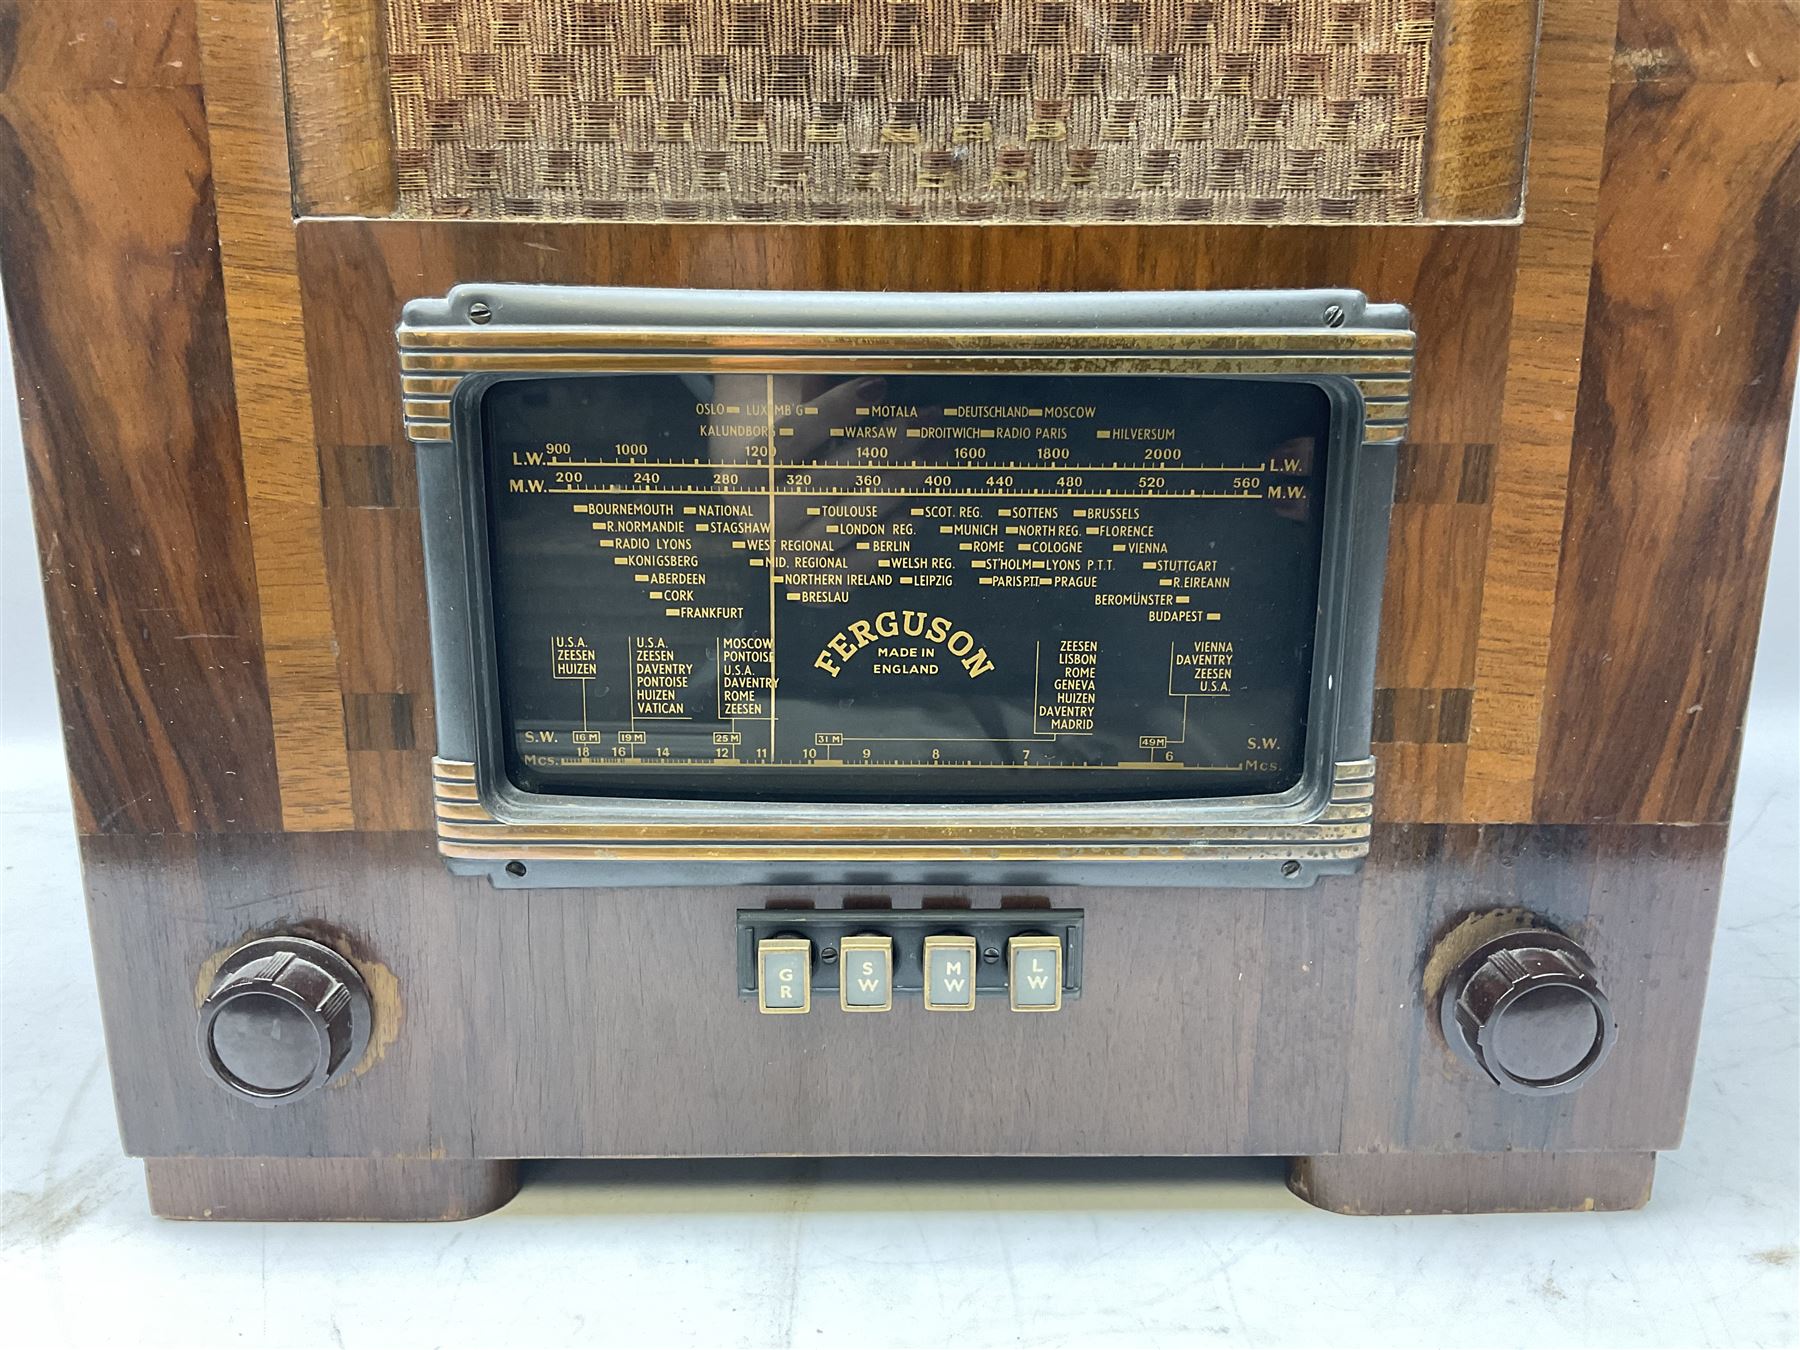 OSLO LUXEMB'G MOTALA DEUTSCHLAND MOSCOW
KALUNDBORG WARSAW DROITWICH RADIO PARIS HILVERSUM
L.W. 900 1000 1200 1400 1600 1800 2000 L.W.
M.W. 200 240 280 320 360 400 440 480 520 560 M.W.
BOURNEMOUTH NATIONAL TOULOUSE SCOT. REG. SOTTENS BRUSSELS
R.NORMANDIE STAGSHAW LONDON REG. MUNICH NORTH REG. FLORENCE
RADIO LYONS WEST REGIONAL BERLIN ROME COLOGNE VIENNA
KONIGSBERG MID. REGIONAL WELSH REG. ST'HOLM LYONS P.T.T. STUTTGART
ABERDEEN NORTHERN IRELAND LEIPZIG PARIS P.T.T PRAGUE R.EIREANN
CORK BRESLAU BEROMÜNSTER
FRANKFURT BUDAPEST
FERGUSON
MADE IN
ENGLAND
U.S.A.
ZEESEN
HUIZEN
U.S.A.
ZEESEN
DAVENTRY
PONTOISE
HUIZEN
VATICAN
MOSCOW
PONTOISE
U.S.A.
DAVENTRY
ROME
ZEESEN
ZEESEN
LISBON
ROME
GENEVA
HUIZEN
DAVENTRY
MADRID
VIENNA
DAVENTRY
ZEESEN
U.S.A.
S.W. 16 M 19 M 25 M 31 M 49 M S.W.
Mcs. 18 16 14 12 11 10 9 8 7 6 Mcs.
GR SW MW LW